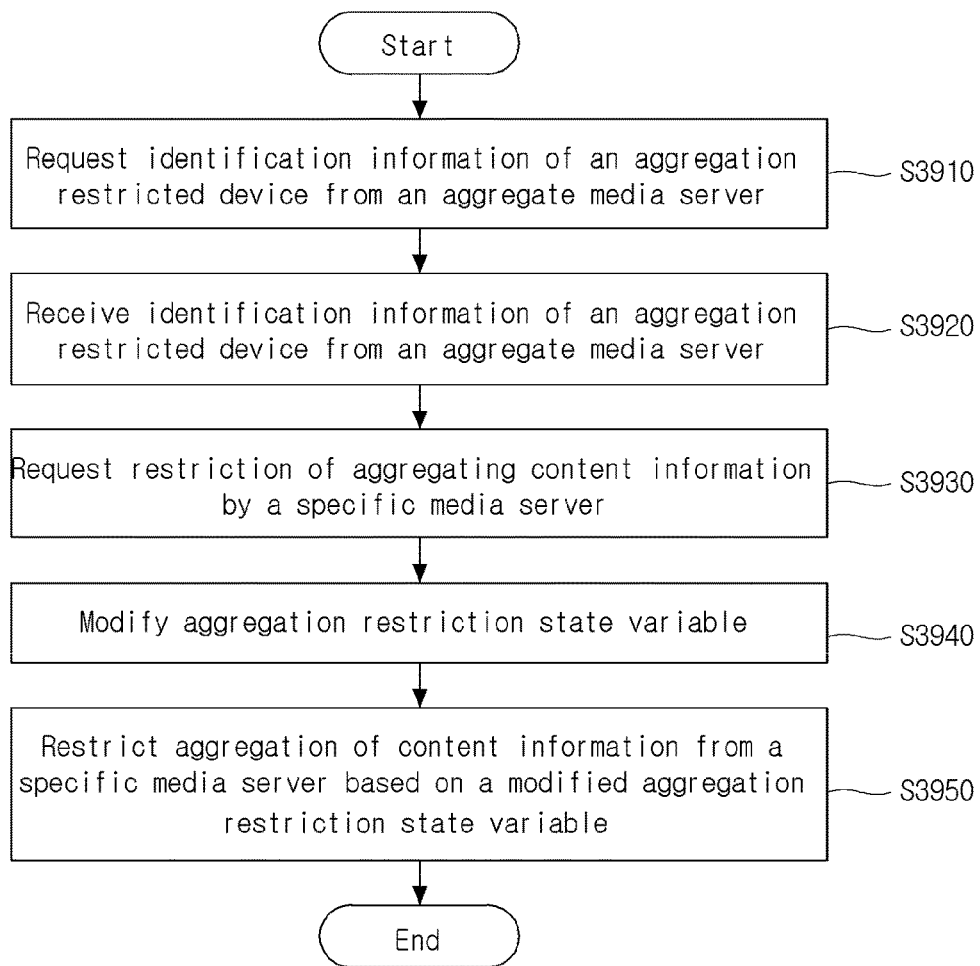 Start
Request identification information of an aggregation
restricted device from an aggregate media server
S3910
Receive identification information of an aggregation
restricted device from an aggregate media server
S3920
Request restriction of aggregating content information
by a specific media server
S3930
Modify aggregation restriction state variable
S3940
Restrict aggregation of content information from a
specific media server based on a modified aggregation
restriction state variable
S3950
End